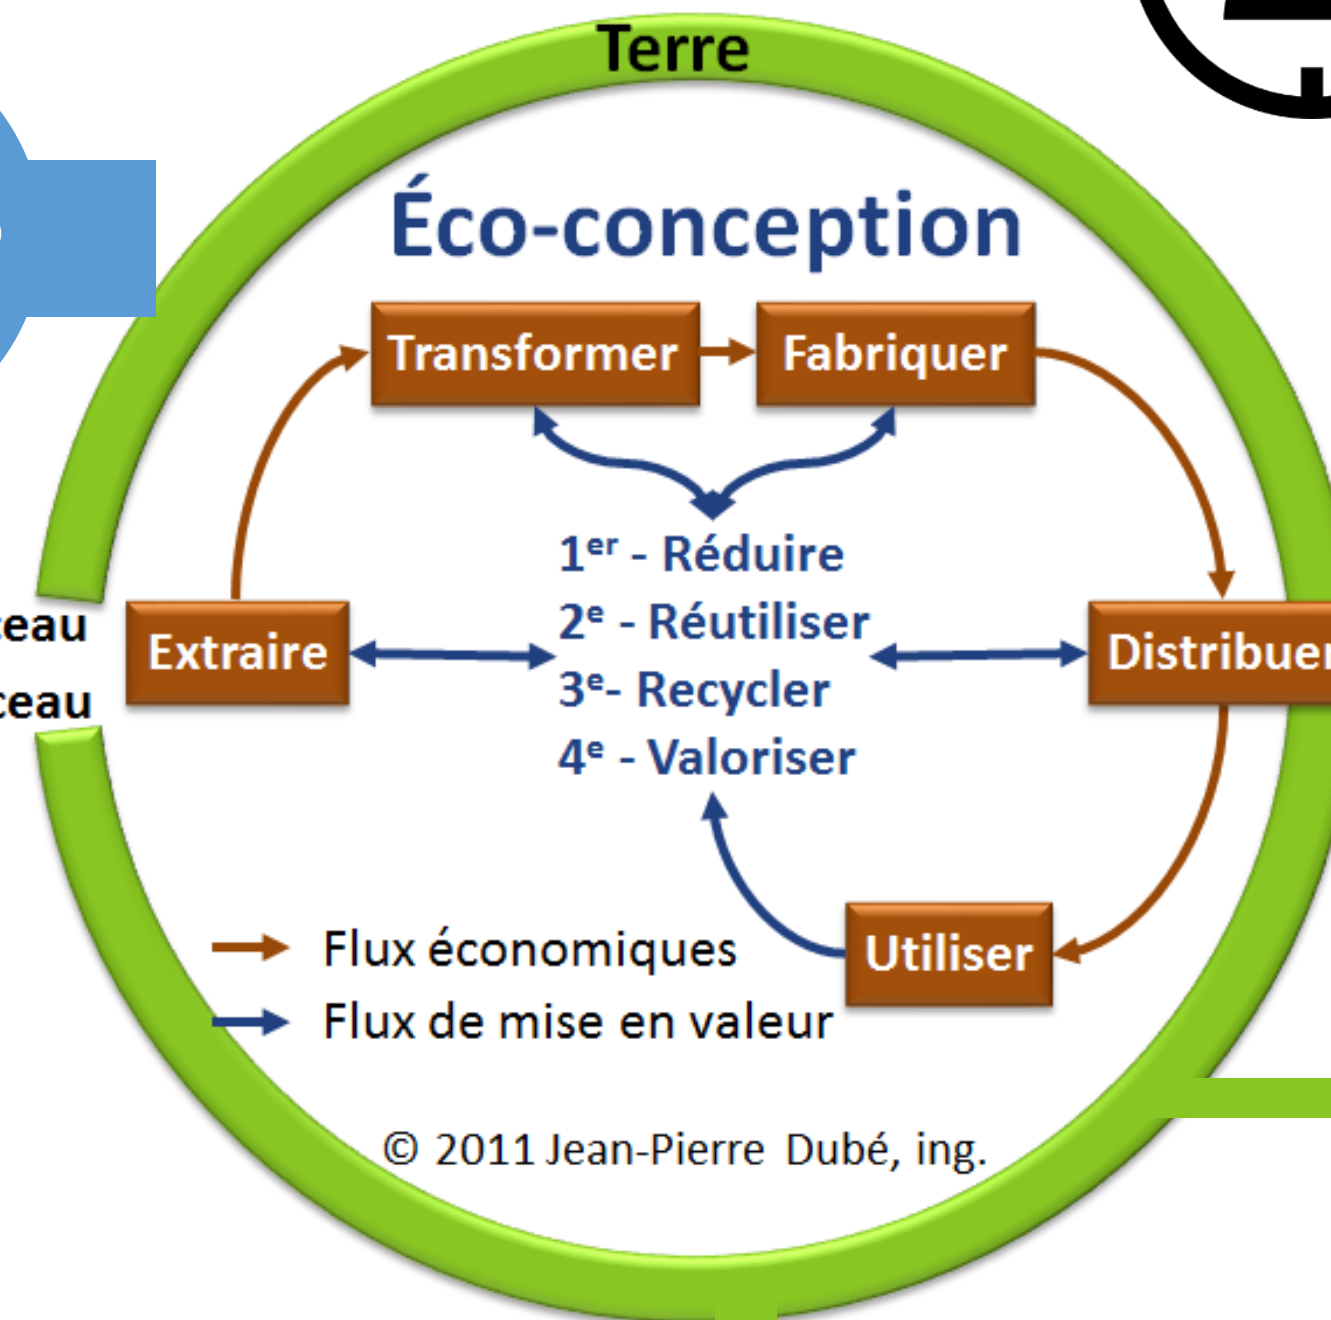 Terre
Éco-conception
Transformer
Fabriquer
1er - Réduire
2e - Réutiliser
3e- Recycler
4e - Valoriser
Extraire
Distribuer
Utiliser
Flux économiques
Flux de mise en valeur
© 2011 Jean-Pierre Dubé, ing.